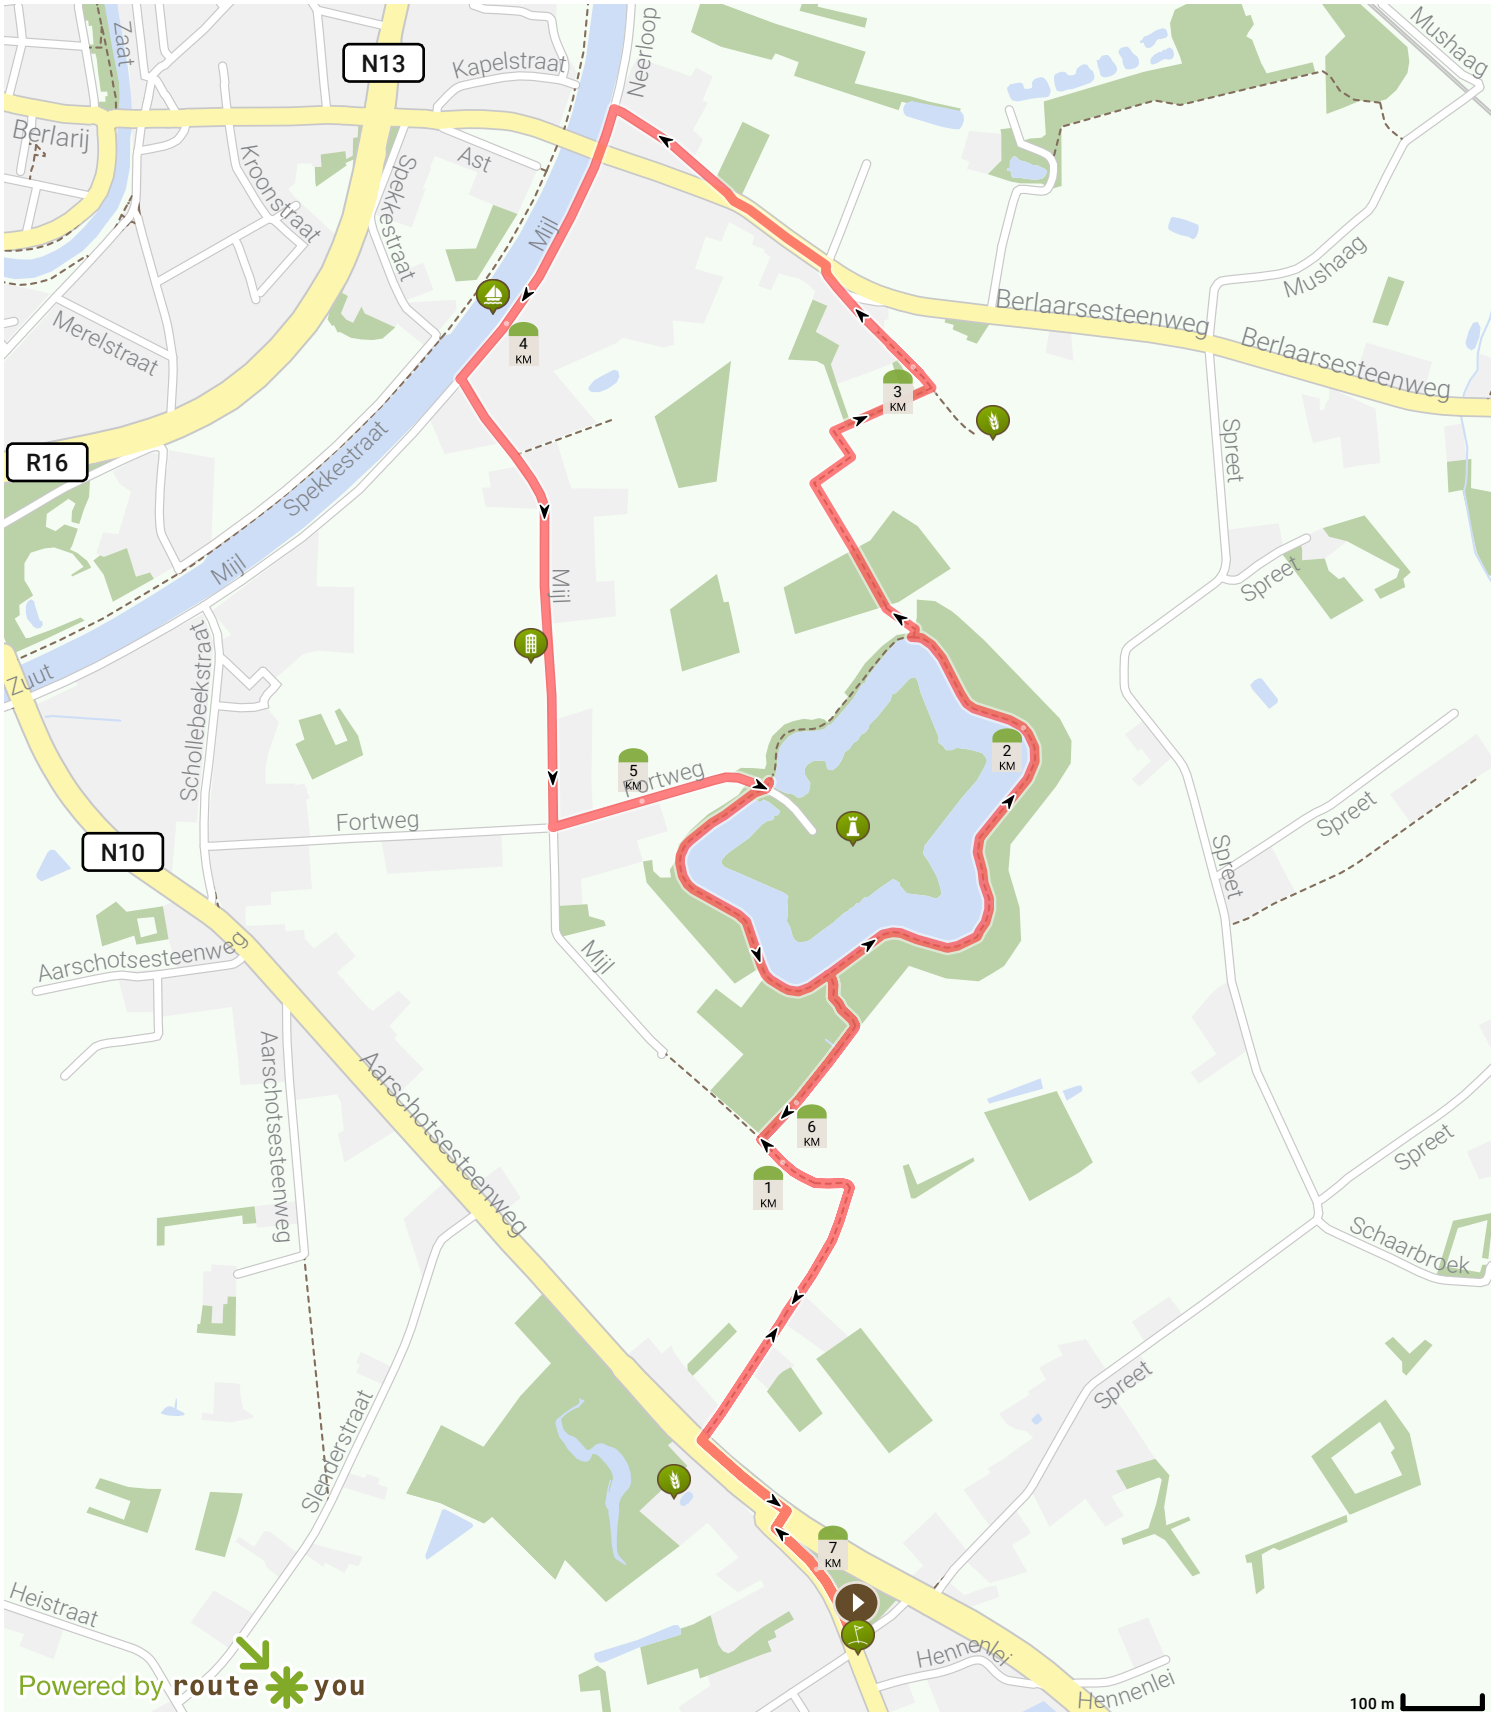 Zaat
N13
Kapelstraat
Neerloop
Mushaag
Berlarij
Kroonstraat
Ast
Spekkestraat
Mijl
Mushaag
Berlaarsesteenweg
Berlaarsesteenweg
Merelstraat
4
KM
3
KM
R16
Spekkestraat
Spreet
Mijl
Mijl
Spreet
Zuut
Schollebeekstraat
2
KM
5
KM
Fortweg
Fortweg
Spreet
N10
Spreet
Aarschotsesteenweg
Mijl
Aarschotsesteenweg
Aarschotsesteenweg
6
KM
Spreet
1
KM
Schaarbroek
Spreet
Slenderstraat
7
KM
Heistraat
Hennenlei
Hennenlei
Powered by route you
100 m